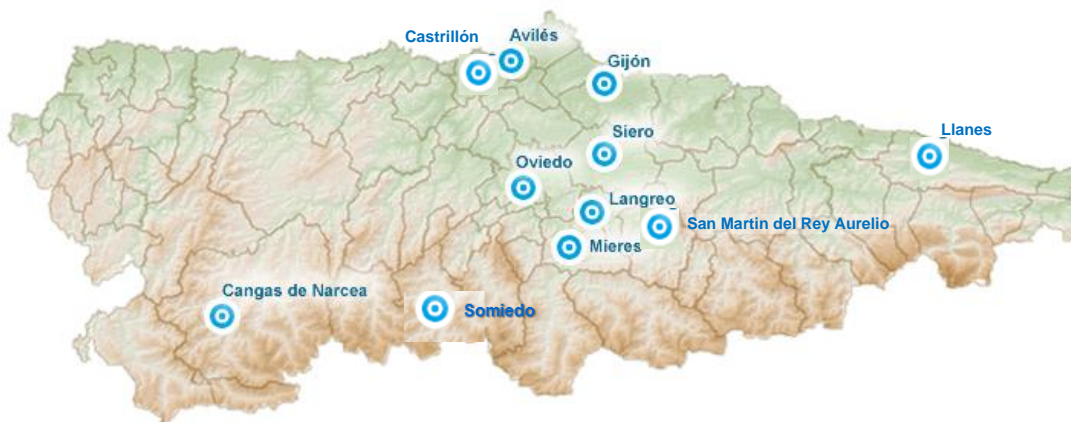 Avilés
Castrillón
Gijón
Llanes
Siero
Oviedo
Langreo
San Martin del Rey Aurelio
Mieres
Cangas de Narcea
Somiedo